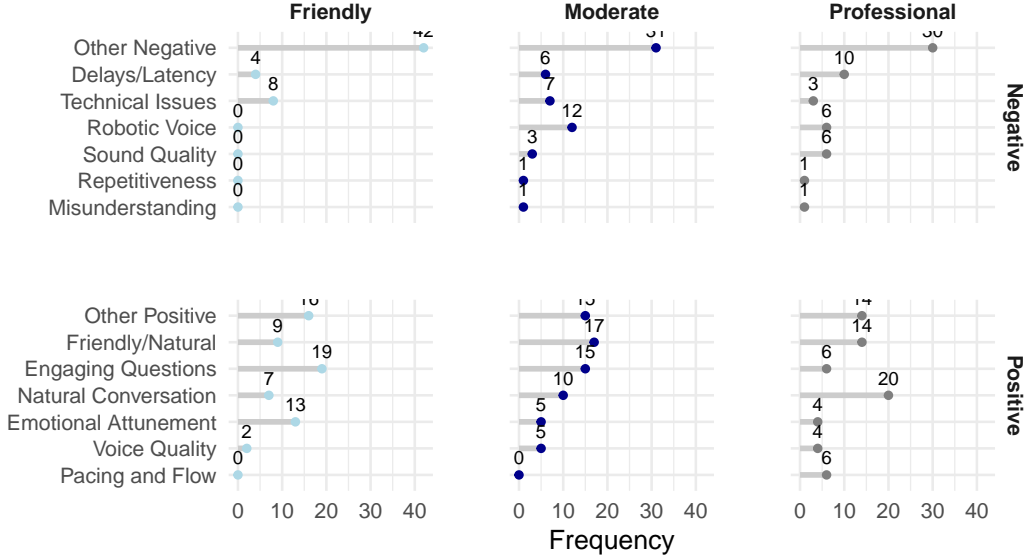 Friendly Moderate Professional
Other Negative 42 31 30
Delays/Latency 4 6 10
Technical Issues 8 7 3
Robotic Voice 0 12 6
Sound Quality 0 3 6
Repetitiveness 0 1 1
Misunderstanding 0 1 1
Negative
Other Positive 16 15 14
Friendly/Natural 9 17 14
Engaging Questions 19 15 6
Natural Conversation 7 10 20
Emotional Attunement 13 5 4
Voice Quality 2 5 4
Pacing and Flow 0 0 6
Positive
0 10 20 30 40 0 10 20 30 40 0 10 20 30 40
Frequency